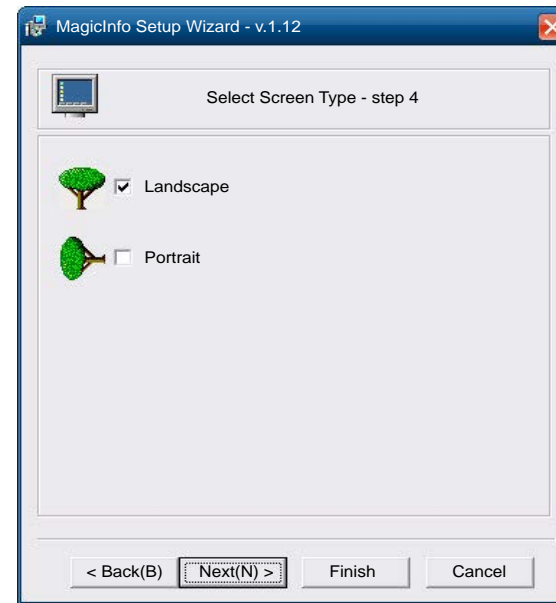 MagicInfo Setup Wizard - v.1.12
Select Screen Type - step 4
Landscape
Portrait
< Back(B) Next(N) > Finish Cancel